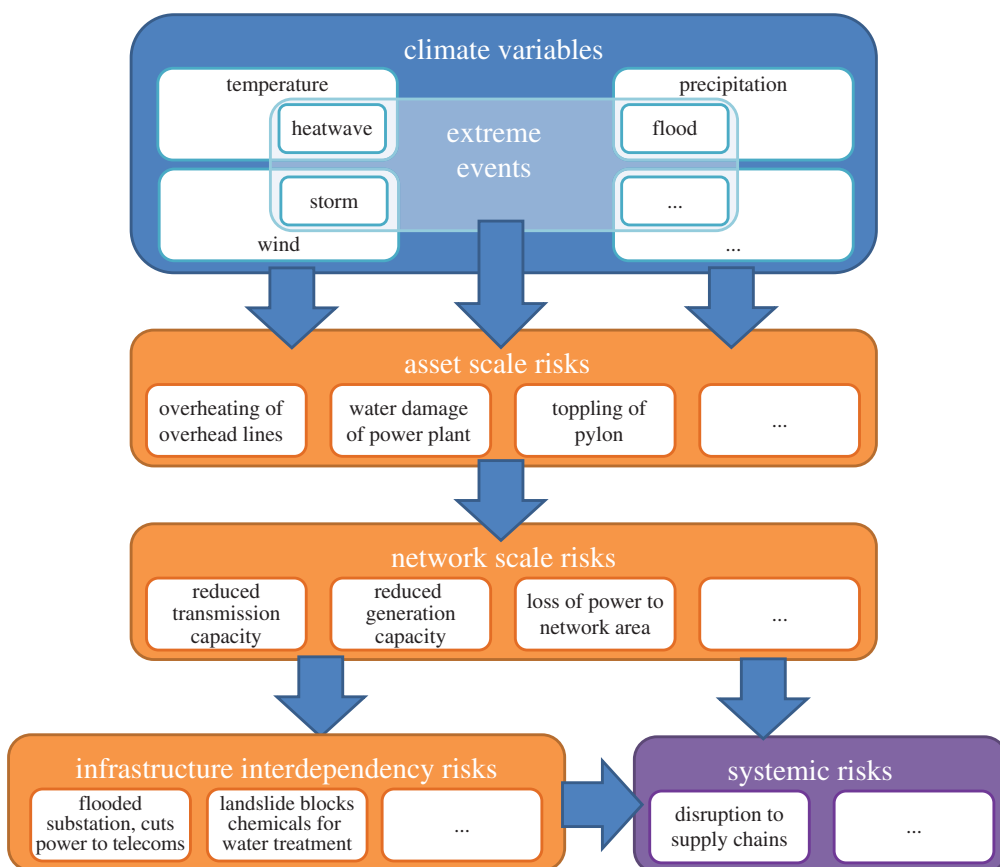 climate variables
temperature
precipitation
heatwave
extreme
events
flood
storm
...
wind
...
asset scale risks
overheating of
overhead lines
water damage
of power plant
toppling of
pylon
...
network scale risks
reduced
transmission
capacity
reduced
generation
capacity
loss of power to
network area
...
infrastructure interdependency risks
flooded
substation, cuts
power to telecoms
landslide blocks
chemicals for
water treatment
...
systemic risks
disruption to
supply chains
...